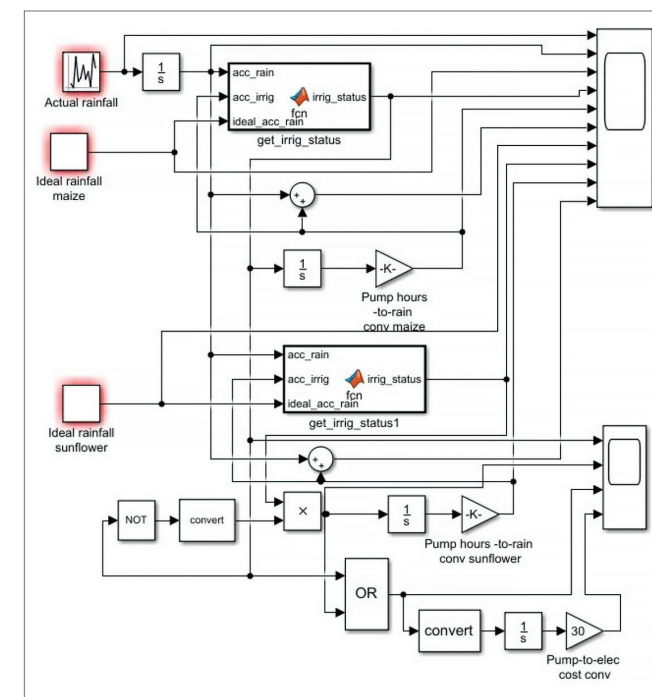 1
s
Actual rainfall
acc_rain
acc_irrig
ideal_acc_rain
fcn
irrig_status
get_irrig_status
Ideal rainfall
maize
+
+
1
s
-K-
Pump hours
-to-rain
conv maize
acc_rain
acc_irrig
ideal_acc_rain
fcn
irrig_status
get_irrig_status1
Ideal rainfall
sunflower
+
+
NOT
convert
×
1
s
-K-
Pump hours -to-rain
conv sunflower
OR
convert
1
s
30
Pump-to-elec
cost conv